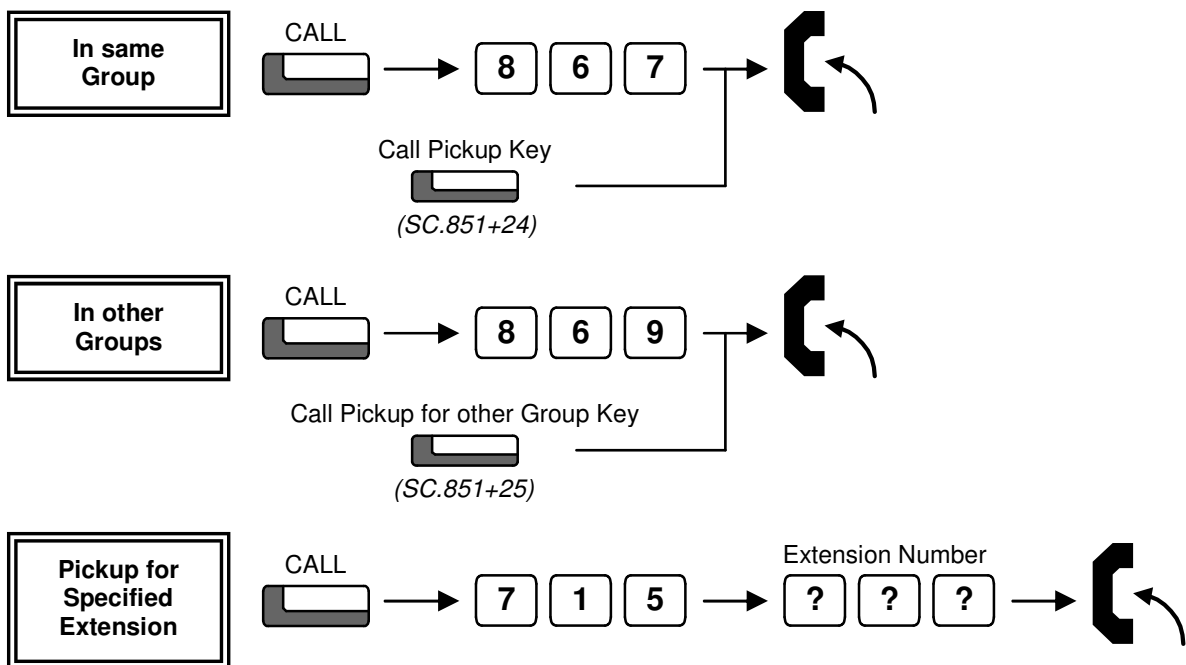 In same
Group
CALL
8 6 7
Call Pickup Key
(SC.851+24)
In other
Groups
CALL
8 6 9
Call Pickup for other Group Key
(SC.851+25)
Pickup for
Specified
Extension
CALL
7 1 5
Extension Number
? ? ?